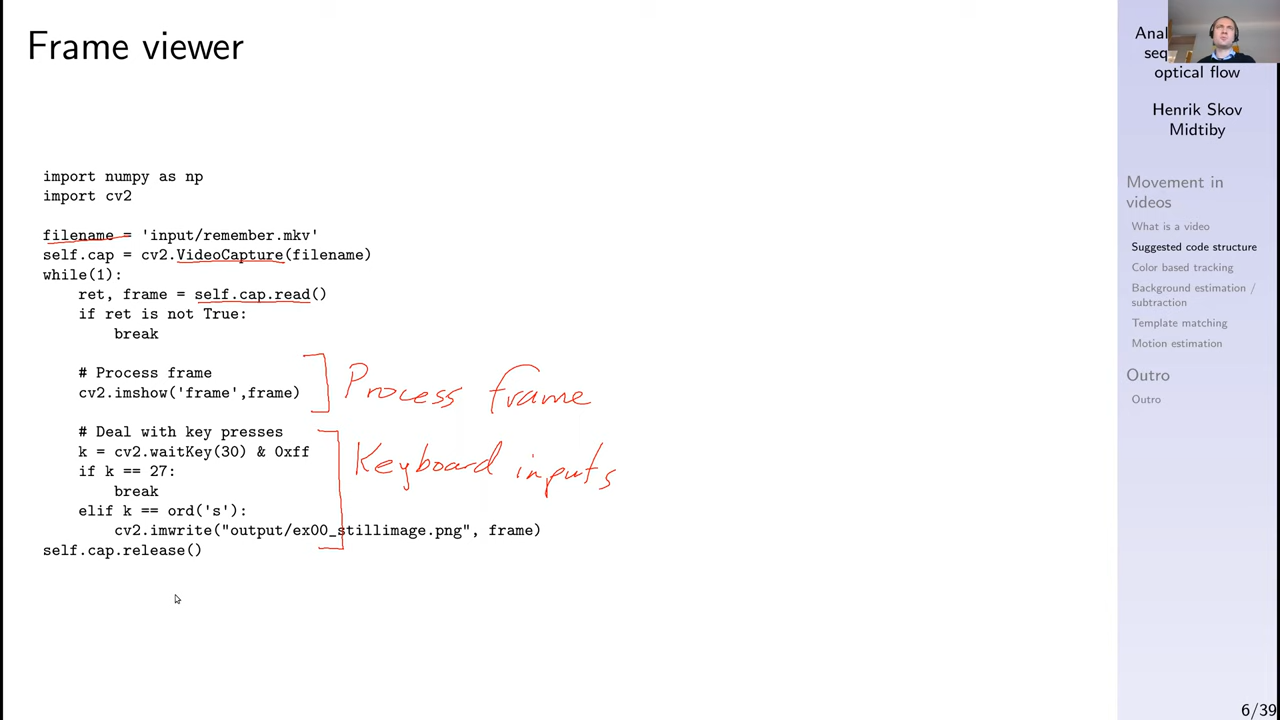 Frame viewer
import numpy as np
import cv2
filename = 'input/remember.mkv'
self.cap = cv2.VideoCapture(filename)
while(1):
ret, frame = self.cap.read()
if ret is not True:
break
# Process frame
cv2.imshow('frame',frame)
Process frame
# Deal with key presses
k = cv2.waitKey(30) & 0xff
if k == 27:
break
elif k == ord('s'):
cv2.imwrite("output/ex00_stillimage.png", frame)
self.cap.release()
Keyboard inputs
Anal
seq
optical flow
Henrik Skov
Midtiby
Movement in
videos
What is a video
Suggested code structure
Color based tracking
Background estimation /
subtraction
Template matching
Motion estimation
Outro
Outro
6/39